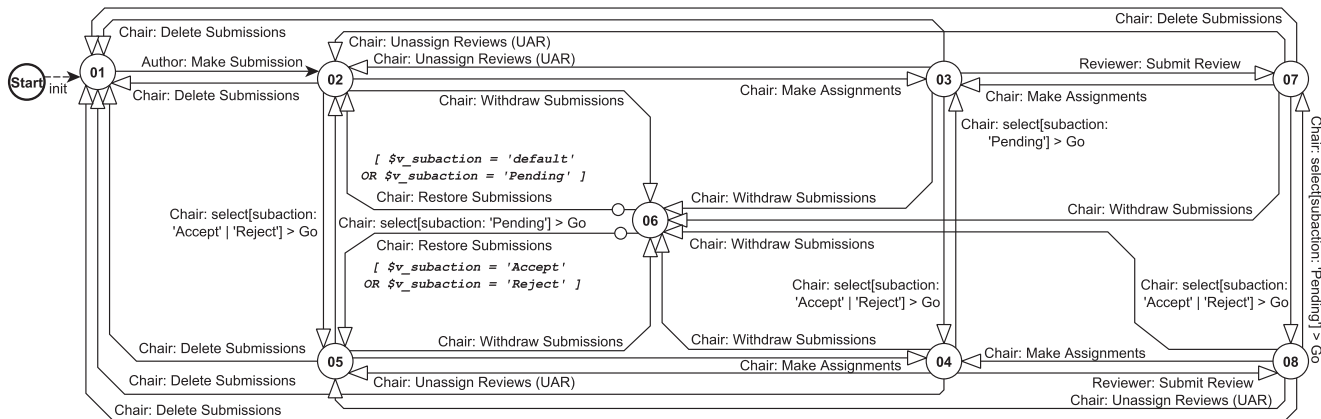 Chair: Delete Submissions
Chair: Delete Submissions
Chair: Unassign Reviews (UAR)
Chair: Unassign Reviews (UAR)
Start
init
01
Author: Make Submission
02
03
Reviewer: Submit Review
07
Chair: Delete Submissions
Chair: Make Assignments
Chair: Make Assignments
Chair: Withdraw Submissions
Chair: select[subaction:
'Pending'] > Go
[ $v_subaction = 'default'
OR $v_subaction = 'Pending' ]
Chair: Restore Submissions
Chair: Withdraw Submissions
Chair: Withdraw Submissions
Chair: select[subaction:
'Accept' | 'Reject'] > Go
Chair: select[subaction: 'Pending'] > Go
06
Chair: Restore Submissions
Chair: Withdraw Submissions
[ $v_subaction = 'Accept'
OR $v_subaction = 'Reject' ]
Chair: select[subaction:
'Accept' | 'Reject'] > Go
Chair: select[subaction:
'Accept' | 'Reject'] > Go
Chair: select[subaction: 'Pending'] > Go
Chair: Withdraw Submissions
Chair: Withdraw Submissions
Chair: Delete Submissions
05
04
Chair: Make Assignments
08
Chair: Make Assignments
Chair: Delete Submissions
Chair: Unassign Reviews (UAR)
Reviewer: Submit Review
Chair: Unassign Reviews (UAR)
Chair: Delete Submissions